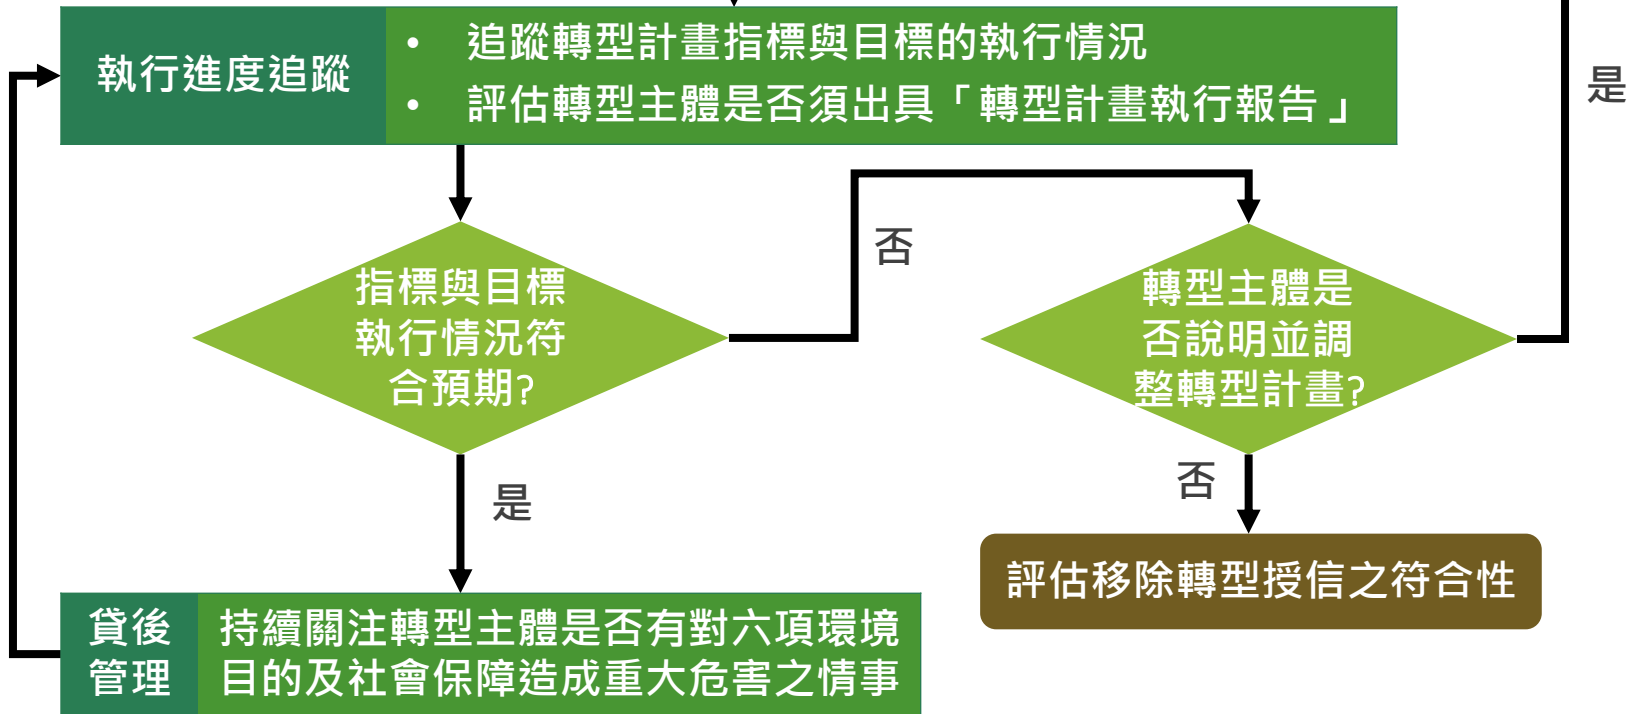 執行進度追蹤
• 追蹤轉型計畫指標與目標的執行情況
• 評估轉型主體是否須出具「轉型計畫執行報告」
是
否
指標與目標
執行情況符
合預期?
轉型主體是
否說明並調
整轉型計畫?
是
否
評估移除轉型授信之符合性
貸後
管理
持續關注轉型主體是否有對六項環境
目的及社會保障造成重大危害之情事